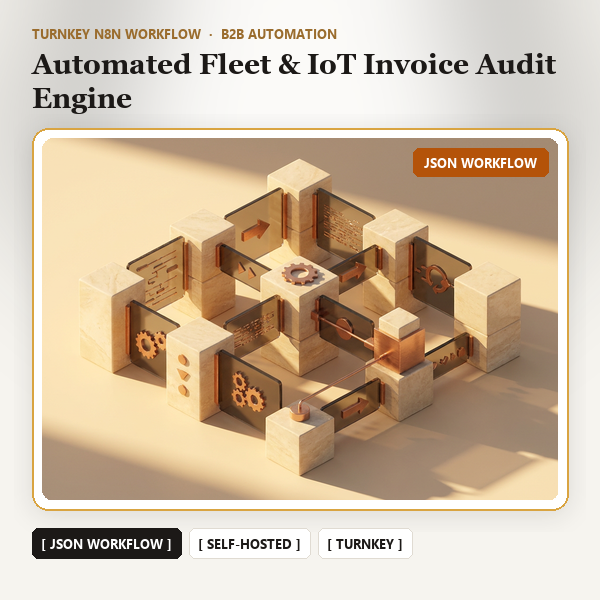 TURNKEY N8N WORKFLOW · B2B AUTOMATION
Automated Fleet & IoT Invoice Audit
Engine
JSON WORKFLOW
[ JSON WORKFLOW ] [ SELF-HOSTED ] [ TURNKEY ]